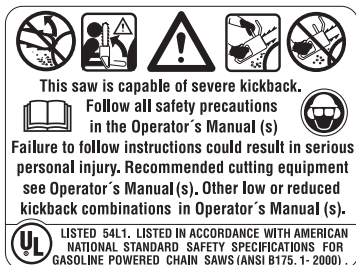 This saw is capable of severe kickback.
Follow all safety precautions
in the Operator´s Manual (s)
Failure to follow instructions could result in serious
personal injury. Recommended cutting equipment
see Operator´s Manual (s). Other low or reduced
kickback combinations in Operator´s Manual (s).
UL
LISTED 54L1. LISTED IN ACCORDANCE WITH AMERICAN
NATIONAL STANDARD SAFETY SPECIFICATIONS FOR
GASOLINE POWERED CHAIN SAWS (ANSI B175. 1- 2000) .